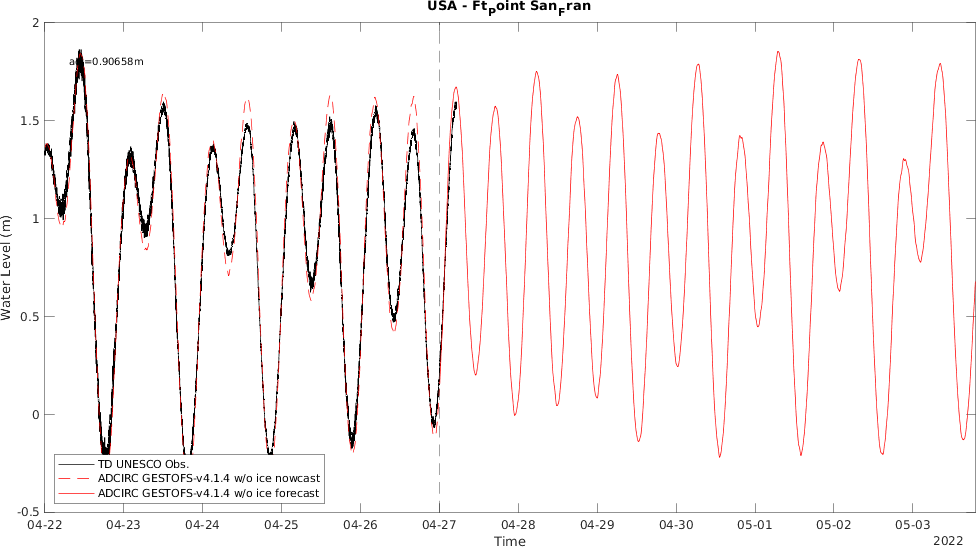 USA - FtPoint SanFran
2
1.5
1
0.5
0
-0.5
Water Level (m)
=0.90658m
TD UNESCO Obs.
ADCIRC GESTOFS-v4.1.4 w/o ice nowcast
ADCIRC GESTOFS-v4.1.4 w/o ice forecast
04-22 04-23 04-24 04-25 04-26 04-27 04-28 04-29 04-30 05-01 05-02 05-03
Time
2022